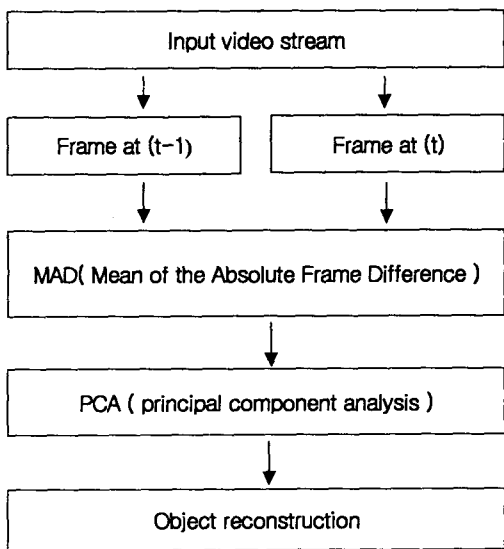 Input video stream
Frame at (t-1)
Frame at (t)
MAD( Mean of the Absolute Frame Difference )
PCA ( principal component analysis )
Object reconstruction